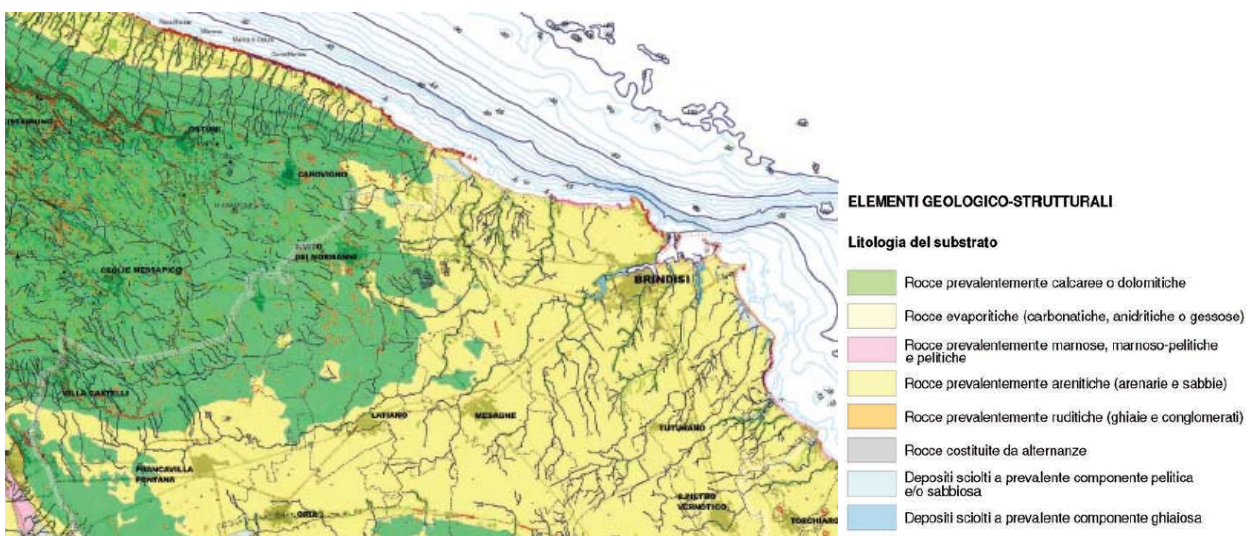 OSTUNI
CAROVIGNO
S.VITO
DEI NORMANNI
CEGLIE MESSAPICO
BRINDISI
VILLA CASTELLI
LATIANO
MESAGNE
TUTURANO
FRANCAVILLA
FONTANA
ORIA
S.PIETRO
VERNOTICO
TORCHIARO
ELEMENTI GEOLOGICO-STRUTTURALI
Litologia del substrato
Rocce prevalentemente calcaree o dolomitiche
Rocce evaporitiche (carbonatiche, anidritiche o gessose)
Rocce prevalentemente marnose, marnoso-pelitiche
e pelitiche
Rocce prevalentemente arenitiche (arenarie e sabbie)
Rocce prevalentemente ruditiche (ghiaie e conglomerati)
Rocce costituite da alternanze
Depositi sciolti a prevalente componente pelitica
e/o sabbiosa
Depositi sciolti a prevalente componente ghiaiosa